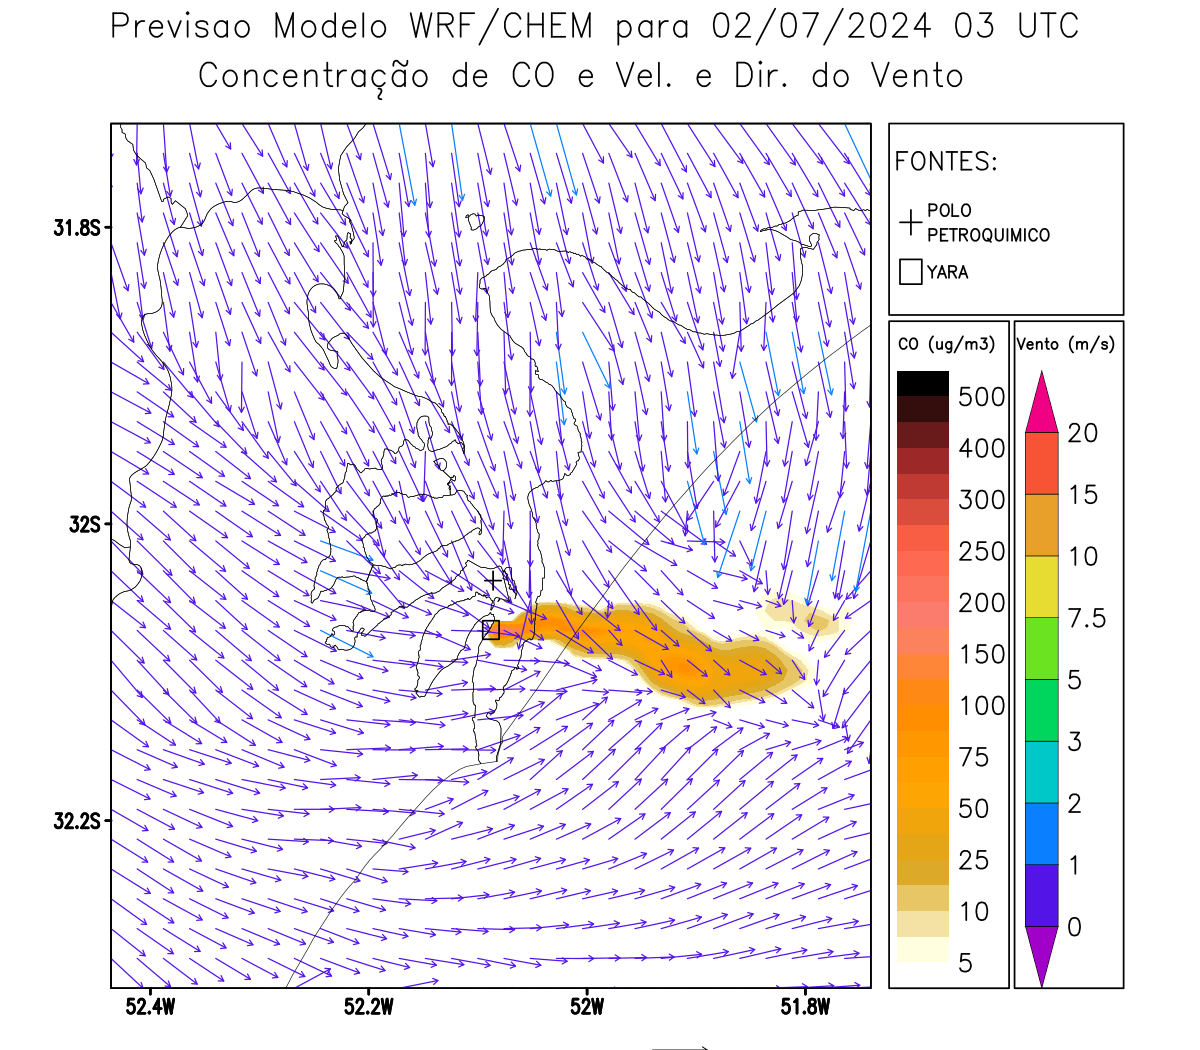 Previsao Modelo WRF/CHEM para 02/07/2024 03 UTC
Concentração de CO e Vel. e Dir. do Vento
FONTES:
POLO
PETROQUIMICO
YARA
31.8S
32S
32.2S
52.4W
52.2W
52W
51.8W
CO (ug/m3)
500
400
300
250
200
150
100
75
50
25
10
5
Vento (m/s)
20
15
10
7.5
5
3
2
1
0